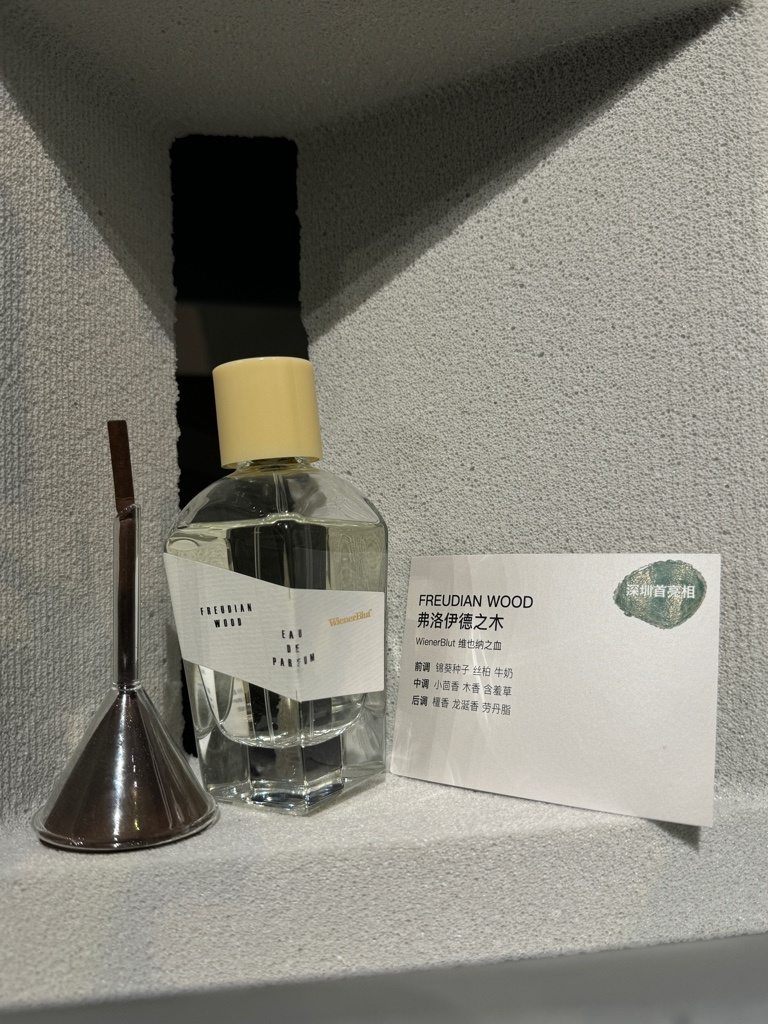 FREUDIAN
WOOD
WienerBlut
EAU
DE
PARFUM
FREUDIAN WOOD
弗洛伊德之木
WienerBlut 维也纳之血
前调 锦葵种子 丝柏 牛奶
中调 小茴香 木香 含羞草
后调 檀香 龙涎香 劳丹脂
深圳首亮相